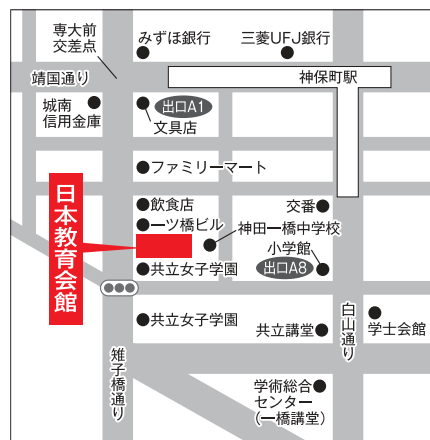 専大前
交差点
みずほ銀行
三菱UFJ銀行
靖国通り
神保町駅
城南
信用金庫
出口A1
文具店
ファミリーマート
日本教育会館
飲食店
一ツ橋ビル
交番
神田一橋中学校
小学館
共立女子学園
出口A8
共立女子学園
共立講堂
白山通り
学士会館
雉子橋通り
学術総合
センター
(一橋講堂)